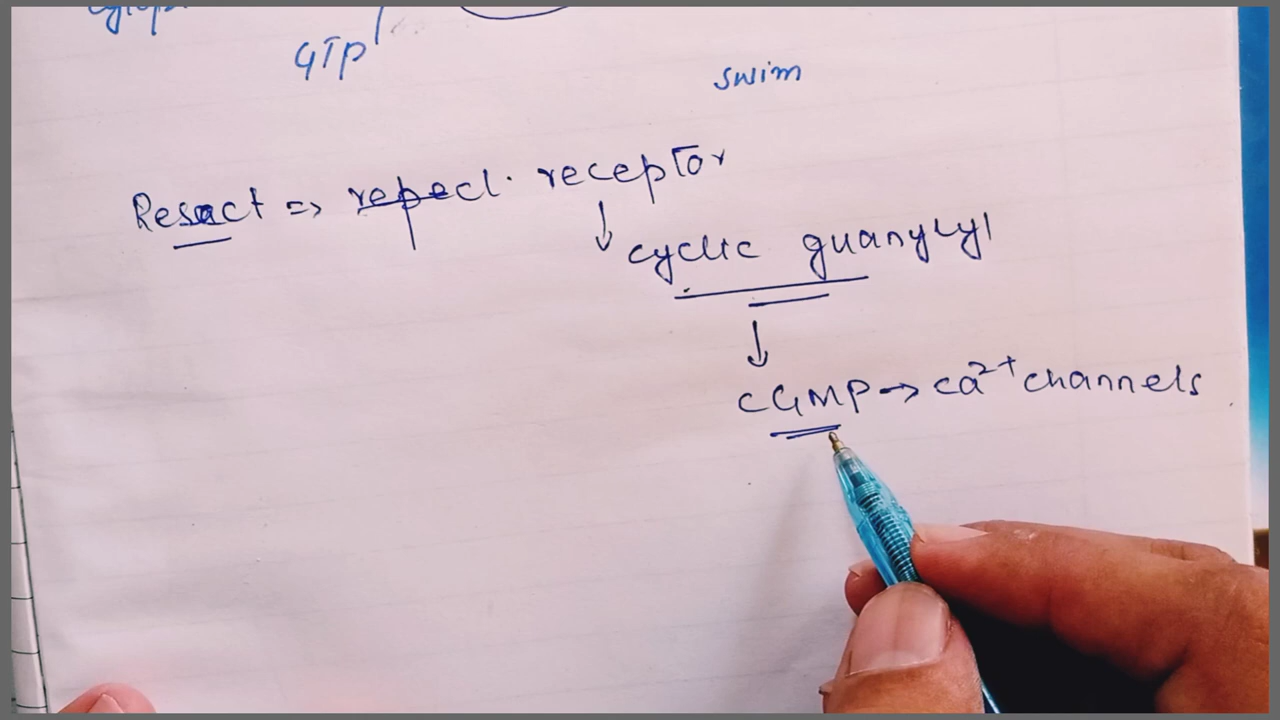 GTP
swim
Resact => repect. receptor
↓ cyclic guanylyl
↓
cGMP → ca²⁺ channels